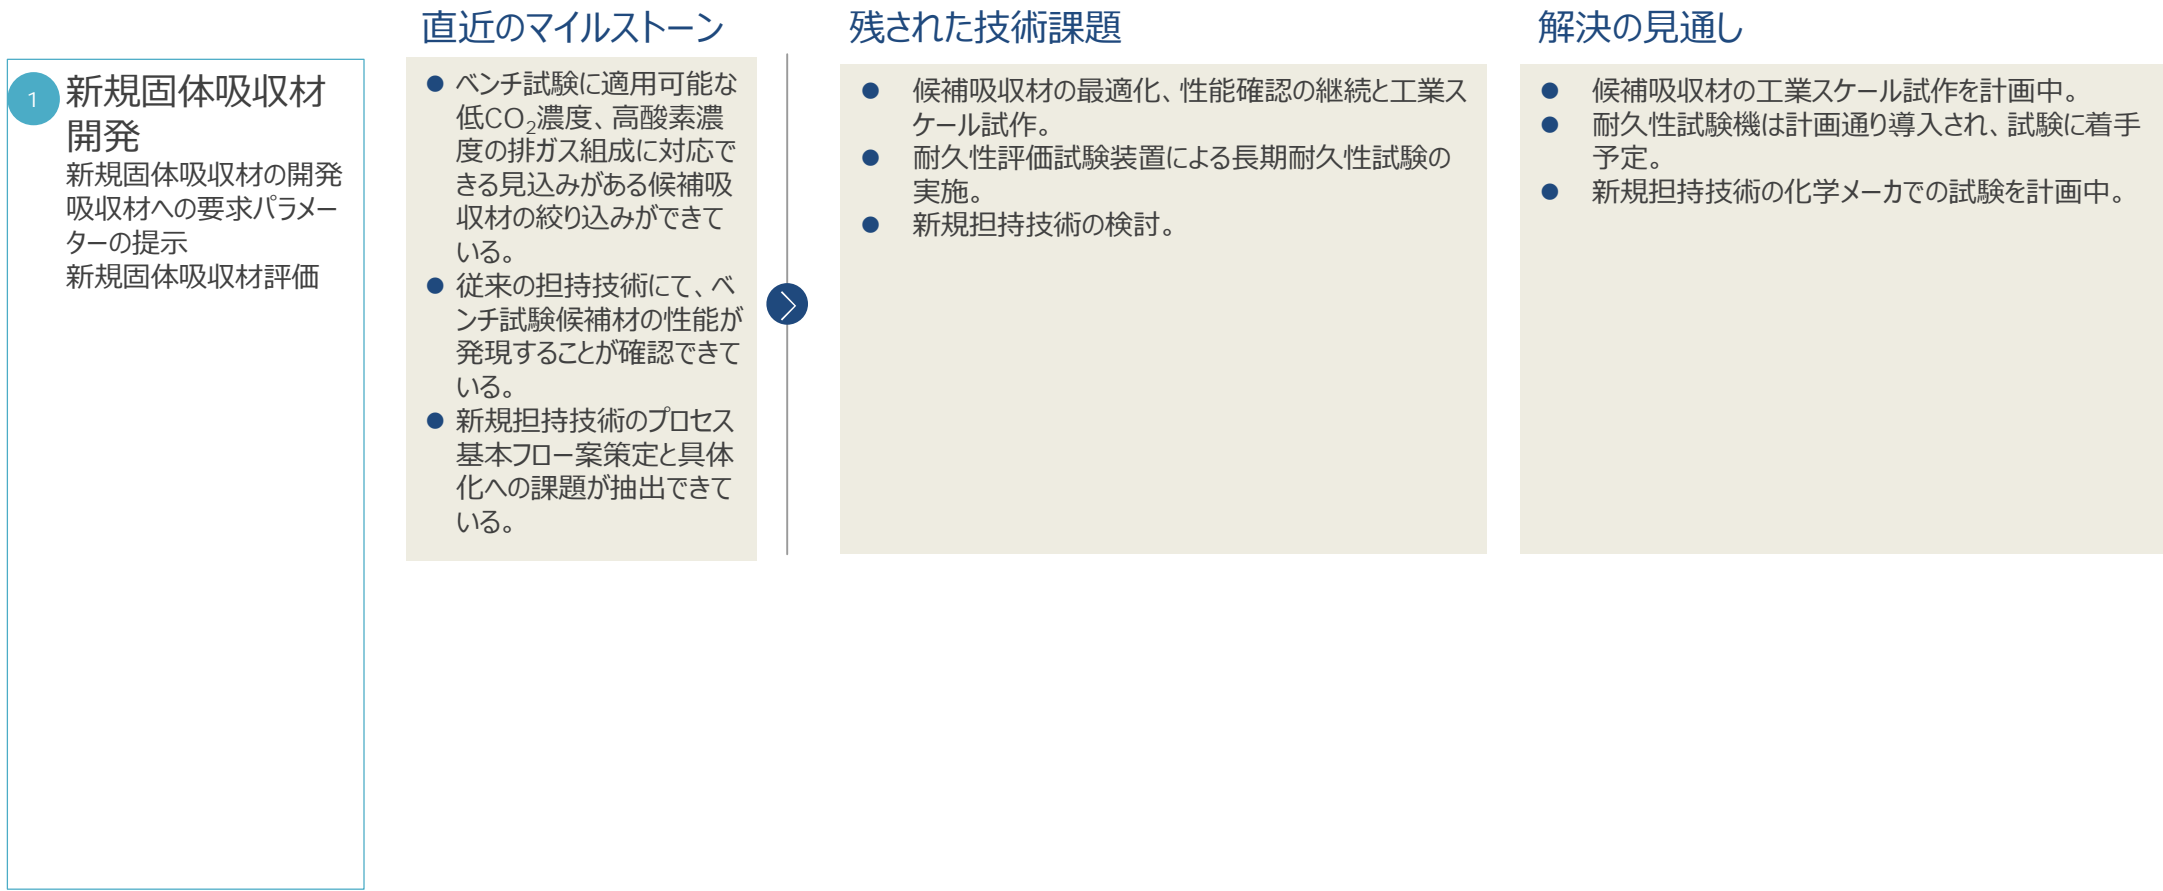 直近のマイルストーン
残された技術課題
解決の見通し
1
新規固体吸収材
開発
新規固体吸収材の開発
吸収材への要求パラメー
ターの提示
新規固体吸収材評価
● ベンチ試験に適用可能な
低CO₂濃度、高酸素濃
度の排ガス組成に対応で
きる見込みがある候補吸
収材の絞り込みができて
いる。
● 従来の担持技術にて、ベ
ンチ試験候補材の性能が
発現することが確認できて
いる。
● 新規担持技術のプロセス
基本フロー案策定と具体
化への課題が抽出できて
いる。
● 候補吸収材の最適化、性能確認の継続と工業ス
ケール試作。
● 耐久性評価試験装置による長期耐久性試験の
実施。
● 新規担持技術の検討。
● 候補吸収材の工業スケール試作を計画中。
● 耐久性試験機は計画通り導入され、試験に着手
予定。
● 新規担持技術の化学メーカでの試験を計画中。